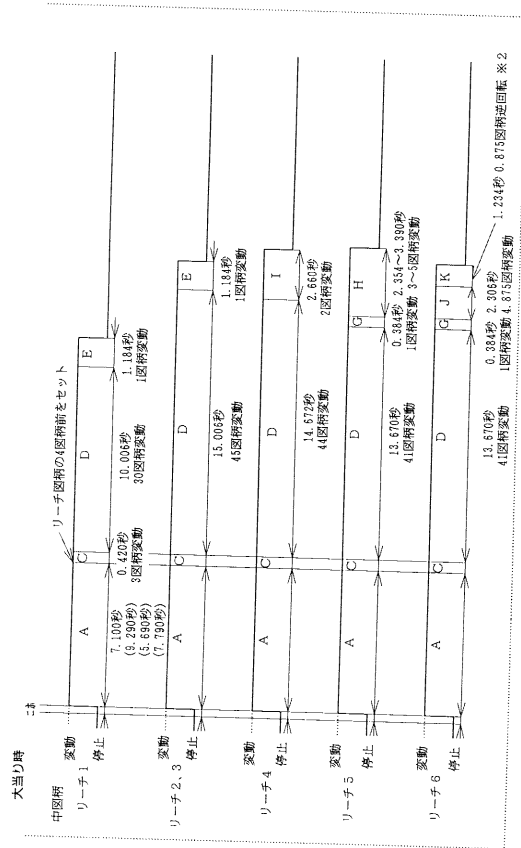 大当り時
中図柄
リーチ図柄の4図柄前をセット
リーチ1
変動
停止
A
C
D
E
7.100秒
(9.290秒)
(5.690秒)
(7.790秒)
0.420秒
3図柄変動
10.006秒
30図柄変動
1.184秒
1図柄変動
リーチ2、3
変動
停止
A
C
D
E
15.006秒
45図柄変動
1.184秒
1図柄変動
リーチ4
変動
停止
A
C
D
I
14.672秒
44図柄変動
2.660秒
2図柄変動
リーチ5
変動
停止
A
C
D
G
H
13.670秒
41図柄変動
0.384秒 2.354~3.390秒
1図柄変動 3~5図柄変動
リーチ6
変動
停止
A
C
D
G
J
K
13.670秒
41図柄変動
0.384秒 2.306秒
1図柄変動 4.875図柄変動
1.234秒 0.875図柄逆回転 ※2